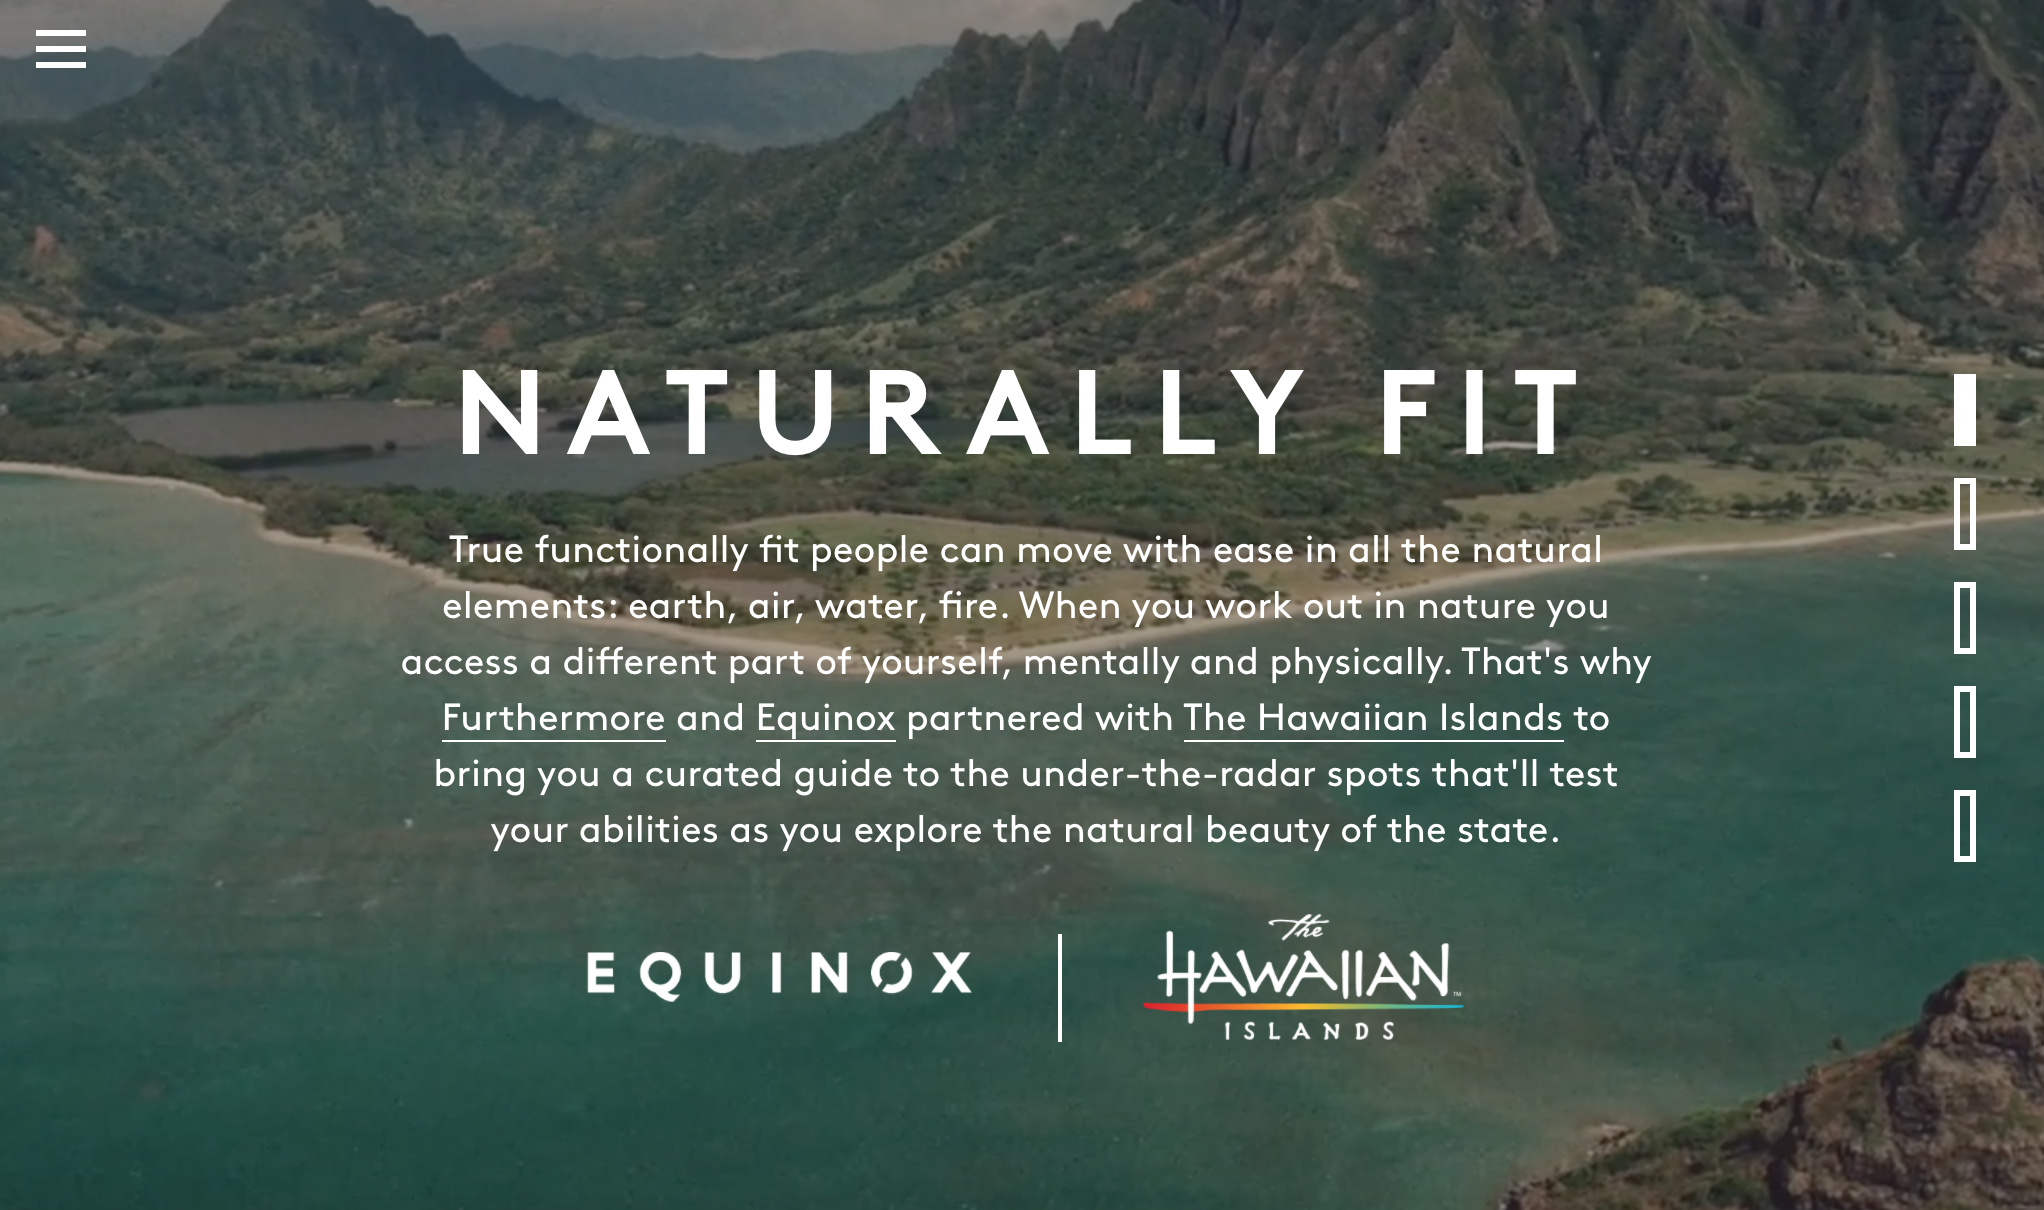 NATURALLY FIT
True functionally fit people can move with ease in all the natural
elements: earth, air, water, fire. When you work out in nature you
access a different part of yourself, mentally and physically. That's why
Furthermore and Equinox partnered with The Hawaiian Islands to
bring you a curated guide to the under-the-radar spots that'll test
your abilities as you explore the natural beauty of the state.
EQUINOX
The
HAWAIIAN
™
ISLANDS